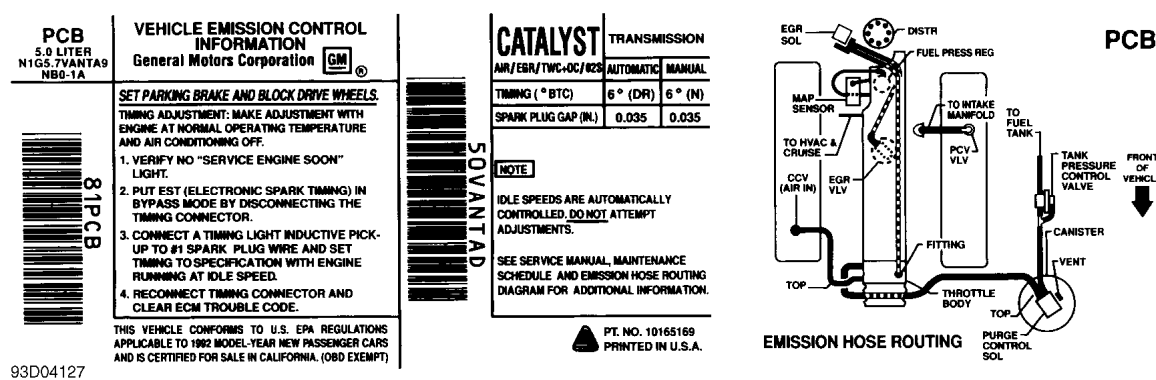 PCB
5.0 LITER
N1G5.7VANTA9
NB0-1A
81PCB
VEHICLE EMISSION CONTROL
INFORMATION
General Motors Corporation GM ®
SET PARKING BRAKE AND BLOCK DRIVE WHEELS.
TIMING ADJUSTMENT: MAKE ADJUSTMENT WITH
ENGINE AT NORMAL OPERATING TEMPERATURE
AND AIR CONDITIONING OFF.
1. VERIFY NO "SERVICE ENGINE SOON"
LIGHT.
2. PUT EST (ELECTRONIC SPARK TIMING) IN
BYPASS MODE BY DISCONNECTING THE
TIMING CONNECTOR.
3. CONNECT A TIMING LIGHT INDUCTIVE PICK-
UP TO #1 SPARK PLUG WIRE AND SET
TIMING TO SPECIFICATION WITH ENGINE
RUNNING AT IDLE SPEED.
4. RECONNECT TIMING CONNECTOR AND
CLEAR ECM TROUBLE CODE.
THIS VEHICLE CONFORMS TO U.S. EPA REGULATIONS
APPLICABLE TO 1992 MODEL-YEAR NEW PASSENGER CARS
AND IS CERTIFIED FOR SALE IN CALIFORNIA. (OBD EXEMPT)
93D04127
50VANTAD
CATALYST TRANSMISSION
AIR/EGR/TWC+OC/02S AUTOMATIC MANUAL
TIMING (°BTC) 6° (DR) 6° (N)
SPARK PLUG GAP (IN.) 0.035 0.035
NOTE
IDLE SPEEDS ARE AUTOMATICALLY
CONTROLLED. DO NOT ATTEMPT
ADJUSTMENTS.
SEE SERVICE MANUAL, MAINTENANCE
SCHEDULE AND EMISSION HOSE ROUTING
DIAGRAM FOR ADDITIONAL INFORMATION.
PT. NO. 10165169
PRINTED IN U.S.A.
PCB
EGR
SOL
DISTR
FUEL PRESS REG
MAP
SENSOR
TO HVAC &
CRUISE
EGR
VLV
CCV
(AIR IN)
TO INTAKE
MANIFOLD
PCV
VLV
TO
FUEL
TANK
TANK
PRESSURE
CONTROL
VALVE
FRONT
OF
VEHICL
CANISTER
VENT
FITTING
TOP
THROTTLE
BODY
TOP
PURGE
CONTROL
SOL
EMISSION HOSE ROUTING